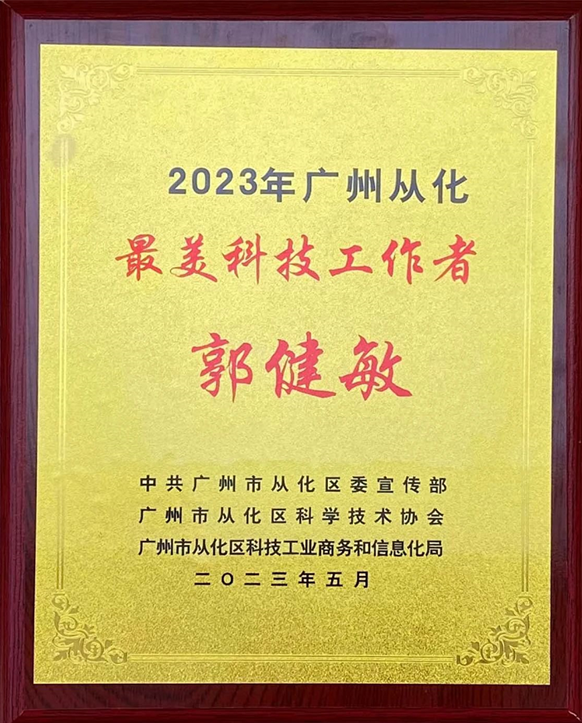 2023年广州从化
最美科技工作者
郭健敏
中共广州市从化区委宣传部
广州市从化区科学技术协会
广州市从化区科技工业商务和信息化局
二〇二三年五月